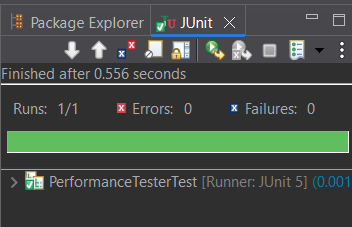 Package Explorer JUnit
Finished after 0.556 seconds
Runs: 1/1 Errors: 0 Failures: 0
PerformanceTesterTest [Runner: JUnit 5] (0.001